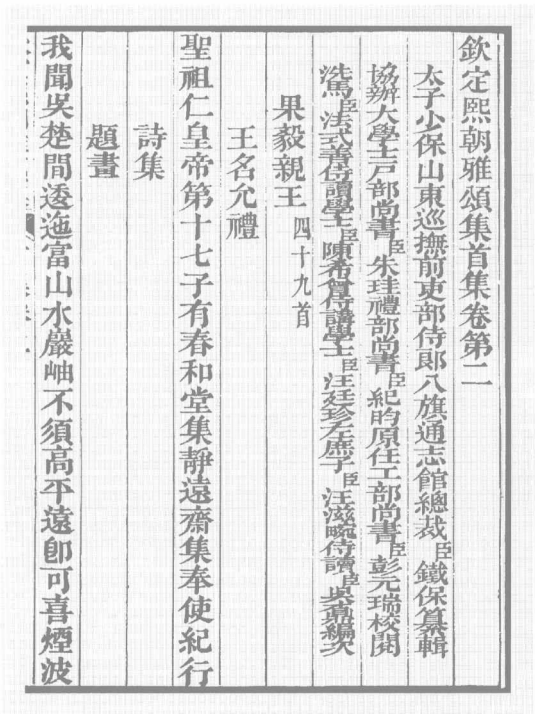 欽定熙朝雅頌集首集卷第二
太子少保山東巡撫前吏部侍郎八旗通志館總裁臣鐵保纂輯
協辦大學士戶部尚書臣朱珪禮部尚書臣紀昀原任工部尚書臣彭元瑞校閱
洗馬臣法式善侍讀學士臣陳希曾侍講學士臣汪廷珍左庶子臣汪滋畹侍讀臣吳鼒編次
果毅親王 四十九首
王名允禮
聖祖仁皇帝第十七子有春和堂集靜遠齋集奉使紀行
詩集
題畫
我聞吳楚間逶迤富山水巖岫不須高平遠卽可喜煙波